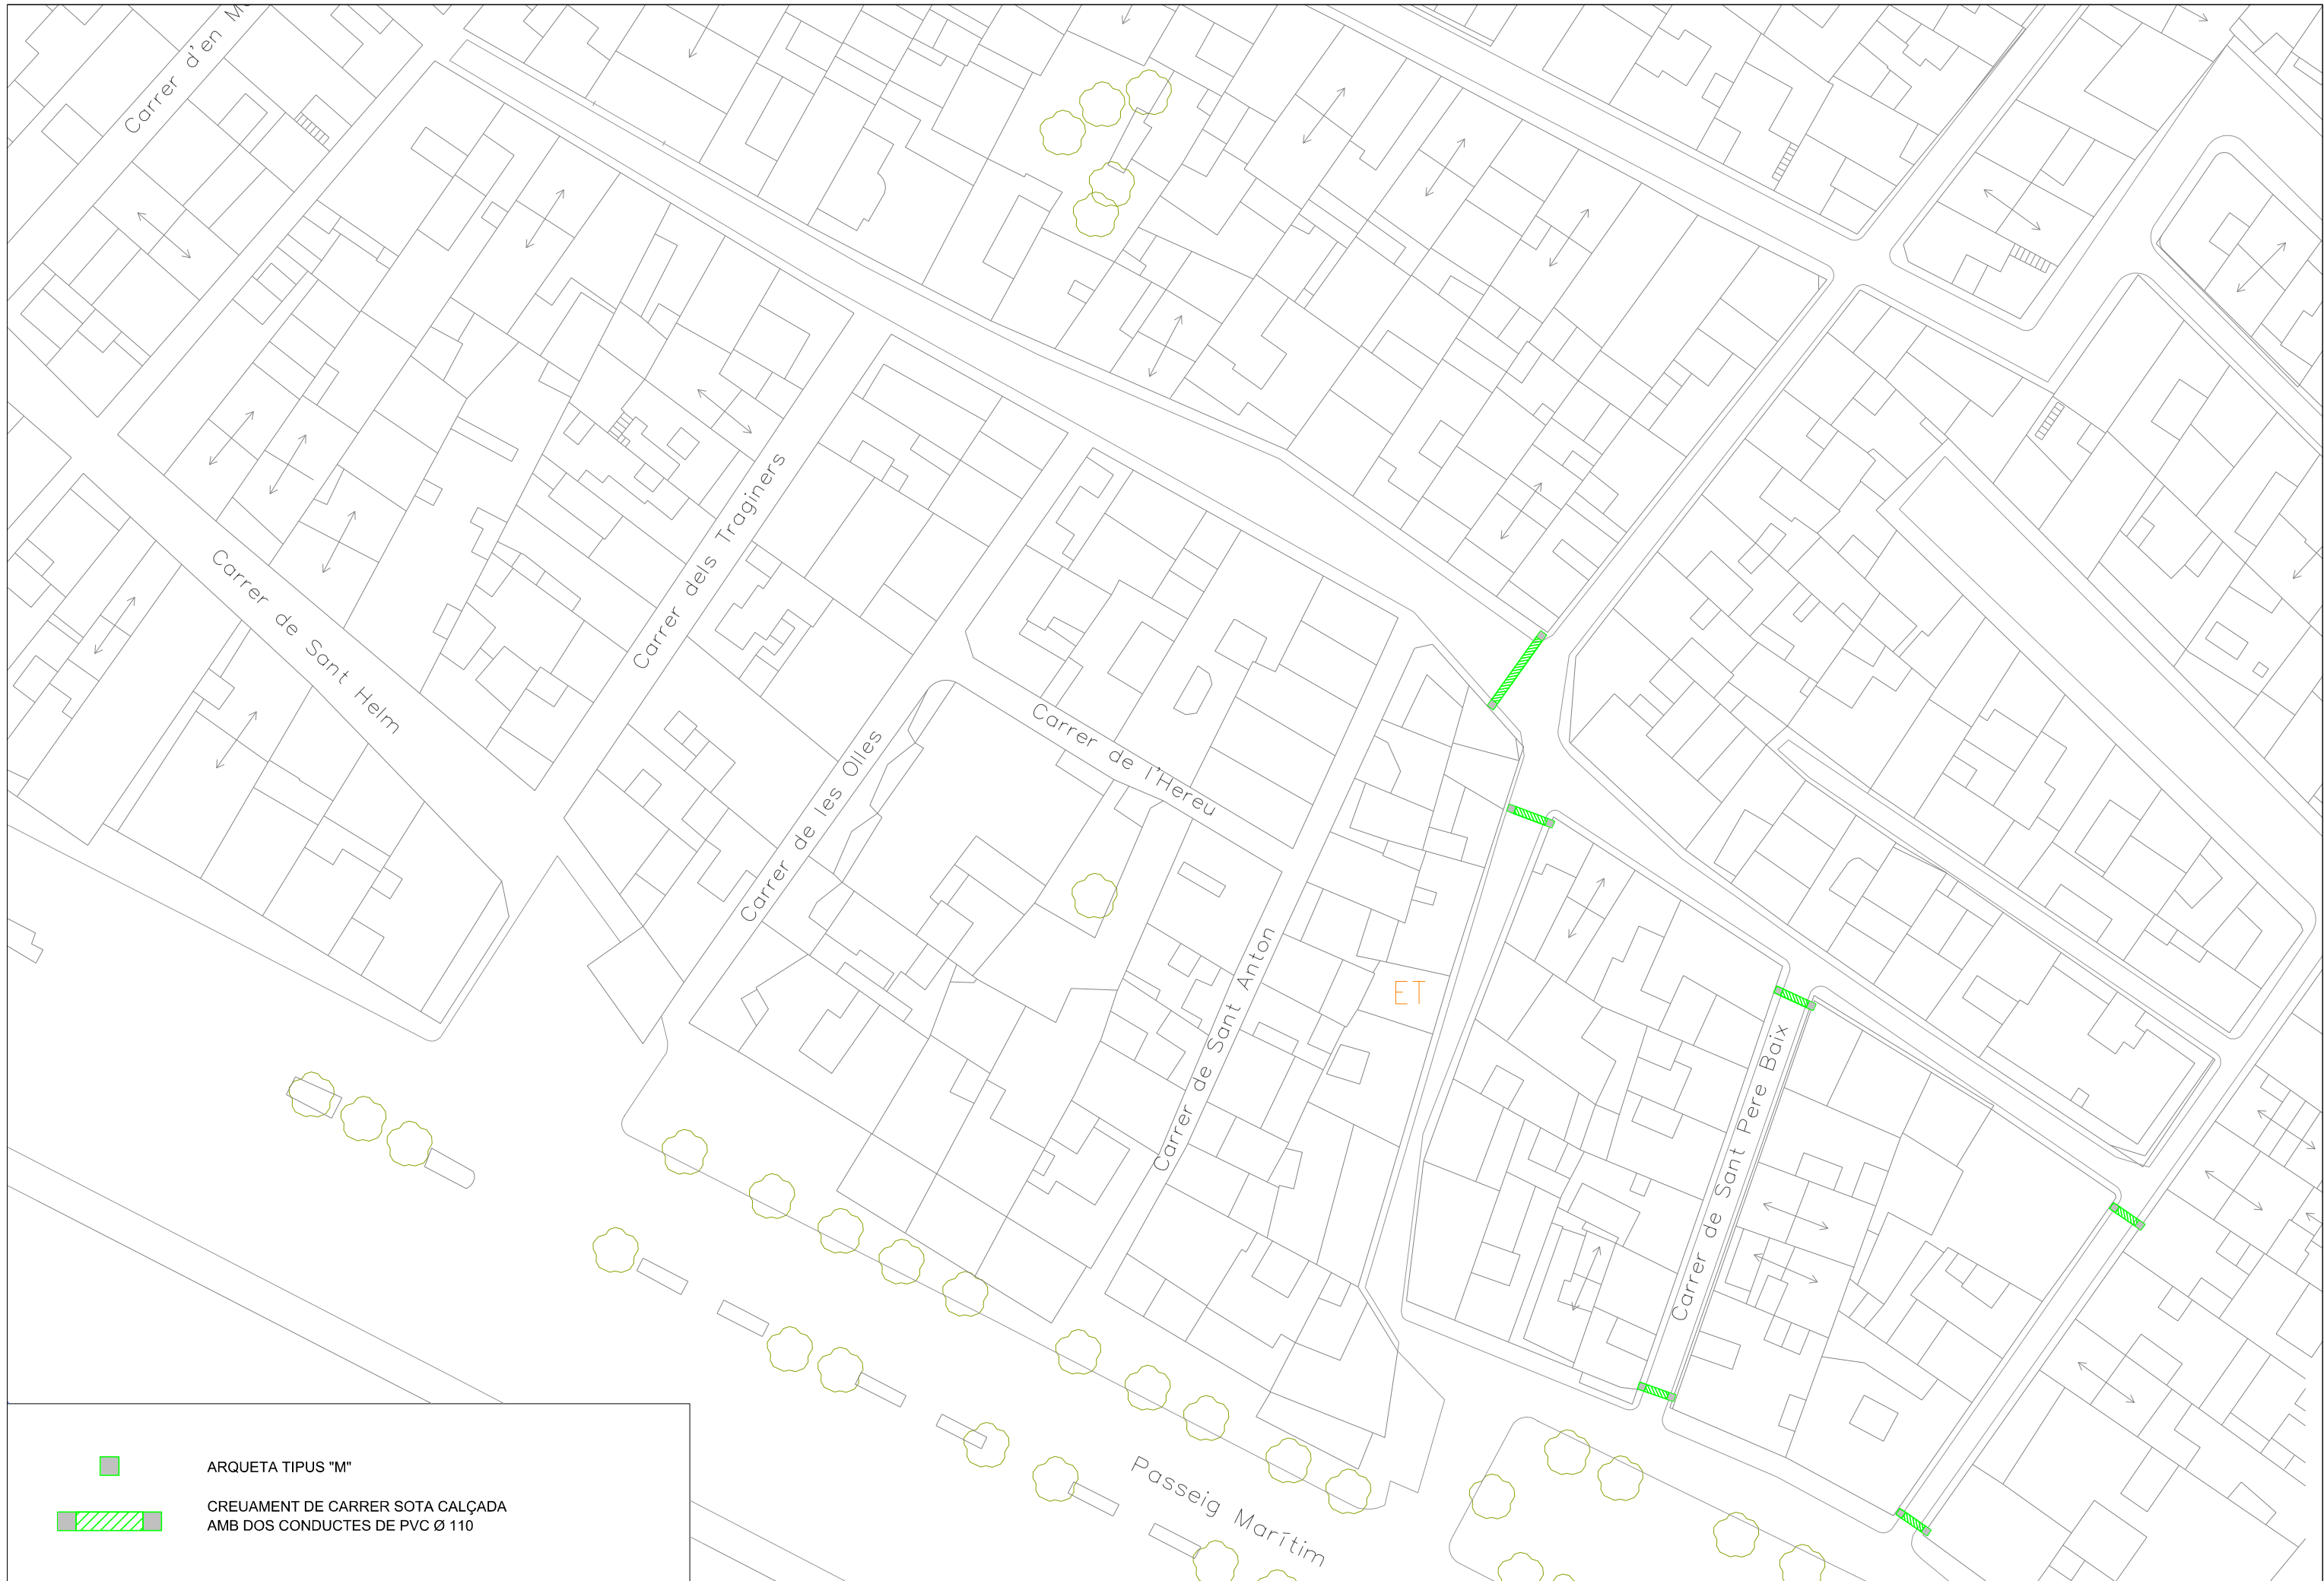 Carrer d'en
Carrer dels Traginers
Carrer de Sant Helm
Carrer de l'Hereu
Carrer de les Olles
Carrer de Sant Anton
ET
Carrer de Sant Pere Baix
Passeig Marítim
ARQUETA TIPUS "M"
CREUAMENT DE CARRER SOTA CALÇADA
AMB DOS CONDUCTES DE PVC Ø 110